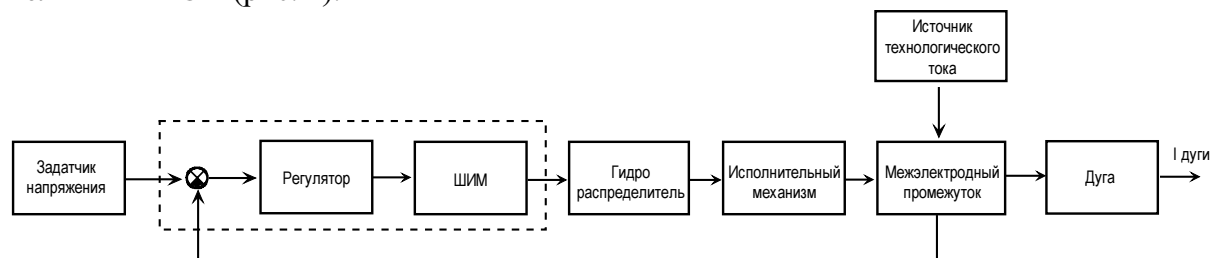 Источник
технологического
тока
Задатчик
напряжения
Регулятор
ШИМ
Гидро
распределитель
Исполнительный
механизм
Межэлектродный
промежуток
Дуга
I дуги